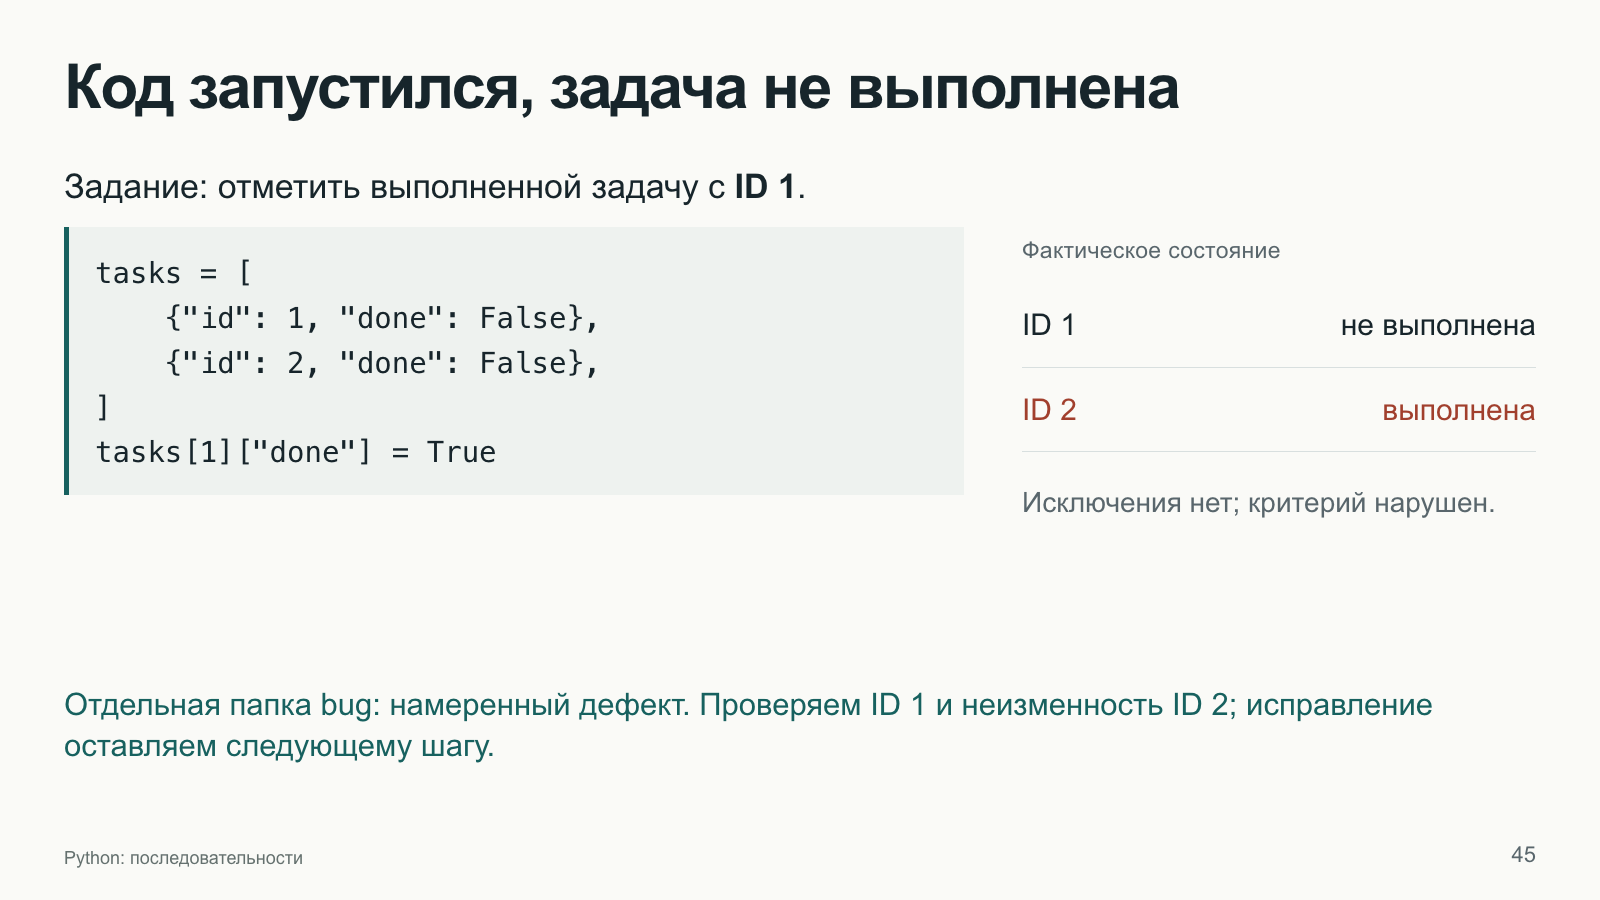 Код запустился, задача не выполнена
Задание: отметить выполненной задачу с ID 1.
tasks = [
    {"id": 1, "done": False},
    {"id": 2, "done": False},
]
tasks[1]["done"] = True
Фактическое состояние
ID 1 не выполнена
ID 2 выполнена
Исключения нет; критерий нарушен.
Отдельная папка bug: намеренный дефект. Проверяем ID 1 и неизменность ID 2; исправление
оставляем следующему шагу.
Python: последовательности
45